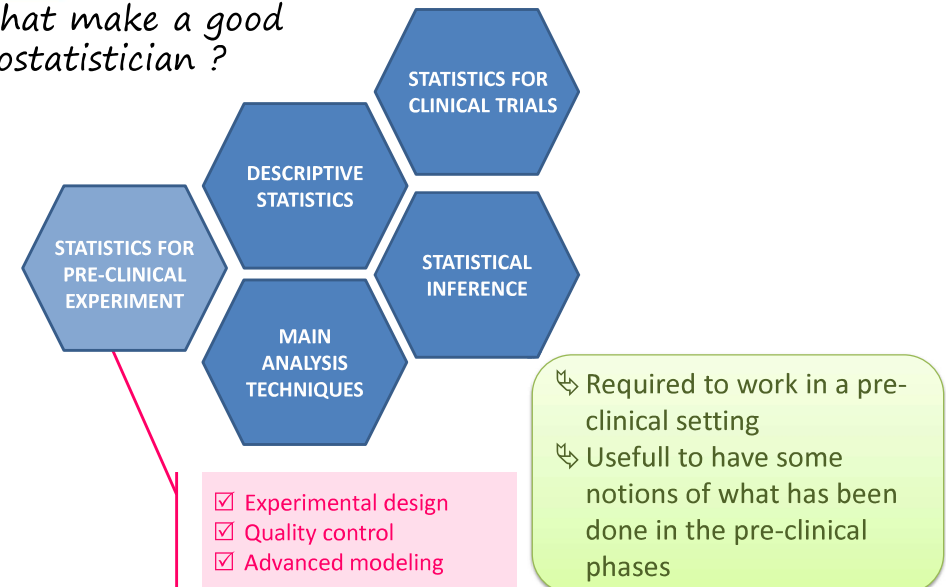 hat make a good
ostatistician ?
STATISTICS FOR
CLINICAL TRIALS
DESCRIPTIVE
STATISTICS
STATISTICS FOR
PRE-CLINICAL
EXPERIMENT
STATISTICAL
INFERENCE
MAIN
ANALYSIS
TECHNIQUES
Required to work in a pre-
clinical setting
Usefull to have some
notions of what has been
done in the pre-clinical
phases
Experimental design
Quality control
Advanced modeling